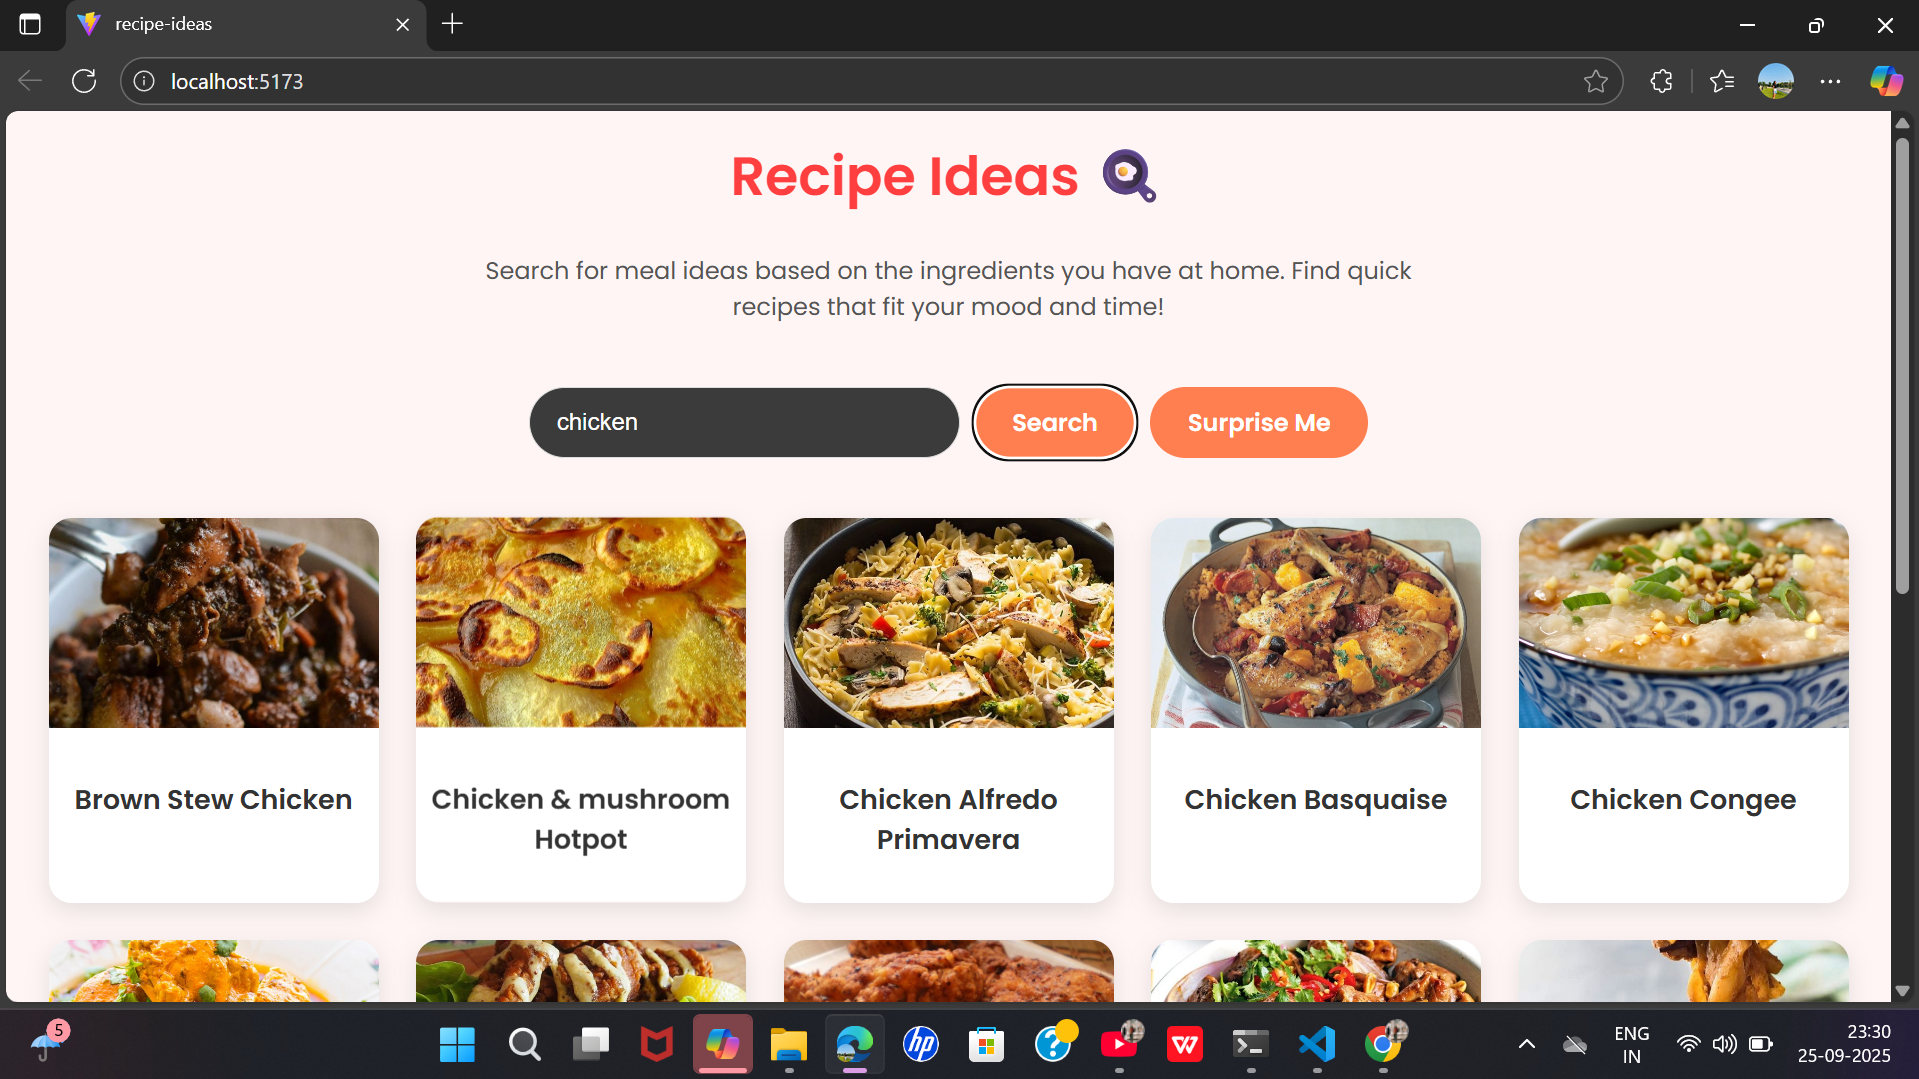 recipe-ideas
localhost:5173
Recipe Ideas
Search for meal ideas based on the ingredients you have at home. Find quick
recipes that fit your mood and time!
chicken
Search
Surprise Me
Brown Stew Chicken
Chicken & mushroom
Hotpot
Chicken Alfredo
Primavera
Chicken Basquaise
Chicken Congee
5
hp
?
W
ENG
IN
23:30
25-09-2025